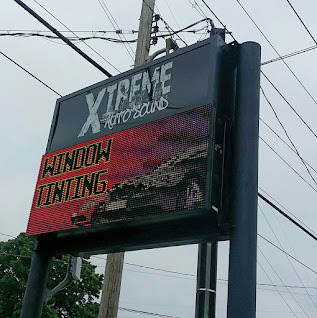 XTREME
AUTO SOUND
WINDOW
TINTING